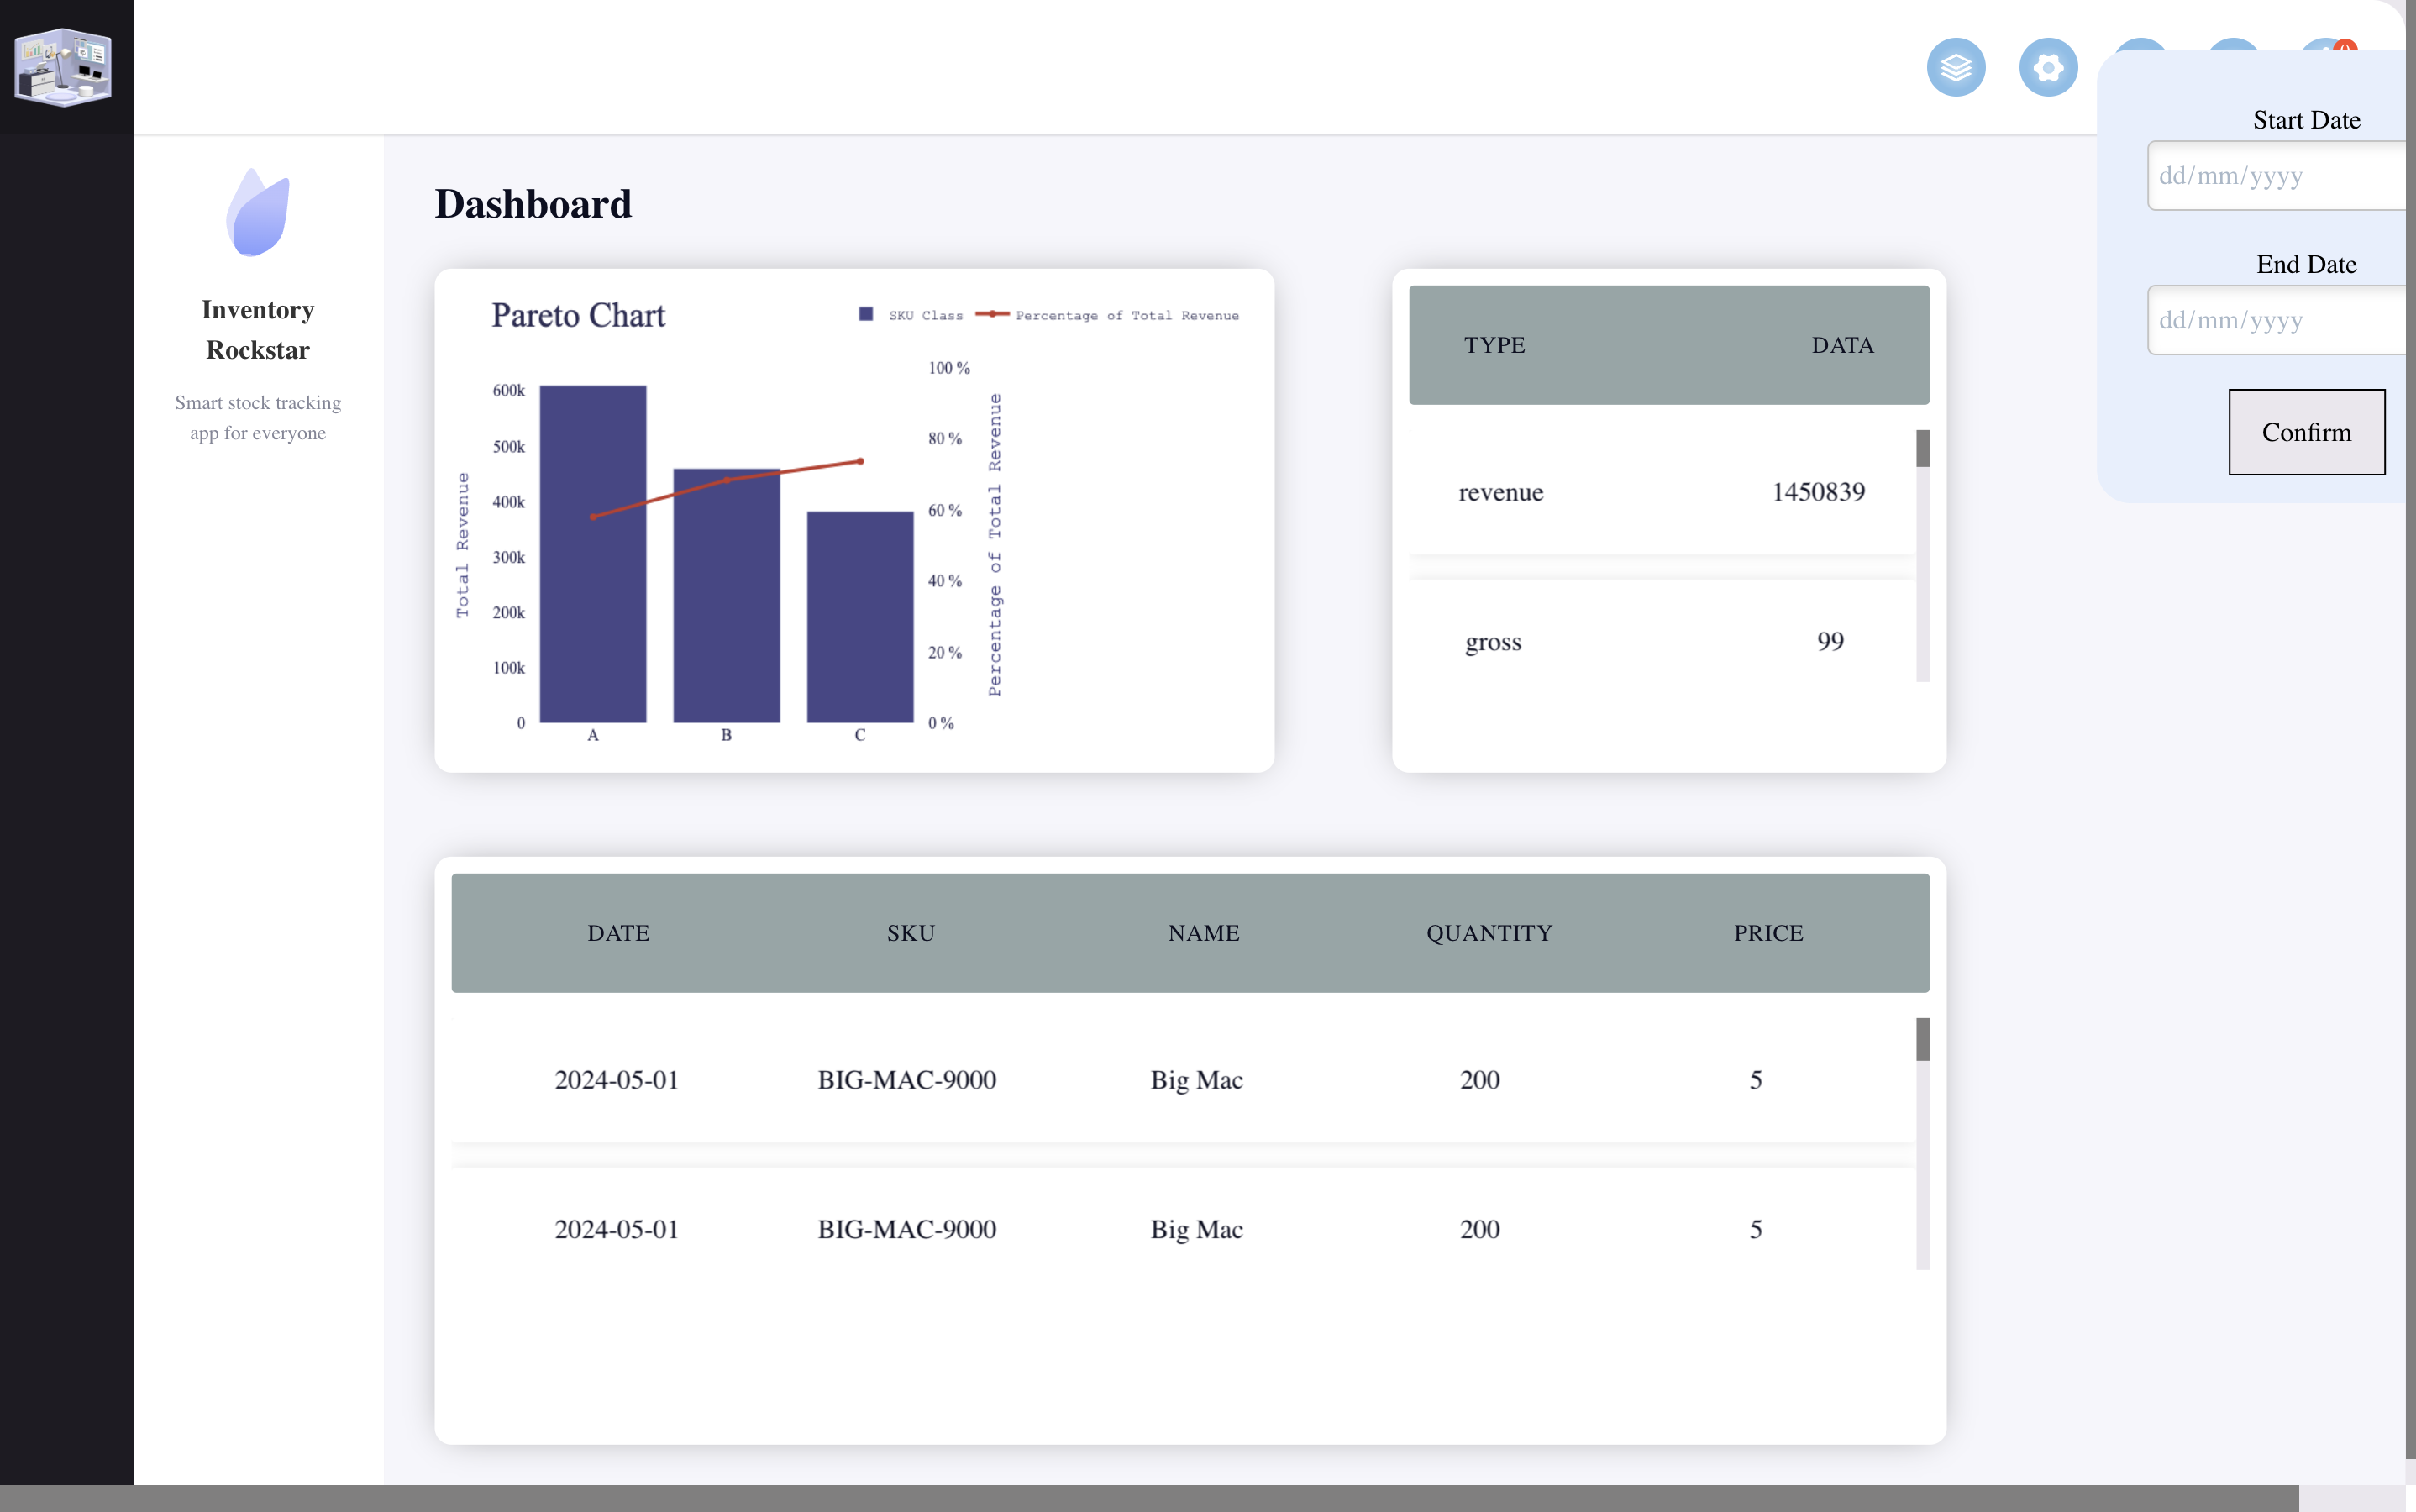 Start Date
dd/mm/yyyy
End Date
dd/mm/yyyy
Confirm
Inventory
Rockstar
Smart stock tracking
app for everyone
Dashboard
Pareto Chart
SKU Class
Percentage of Total Revenue
Total Revenue
600k
500k
400k
300k
200k
100k
0
A
B
C
100 %
80 %
60 %
40 %
20 %
0 %
Percentage of Total Revenue
TYPE DATA
revenue 1450839
gross 99
DATE SKU NAME QUANTITY PRICE
2024-05-01 BIG-MAC-9000 Big Mac 200 5
2024-05-01 BIG-MAC-9000 Big Mac 200 5